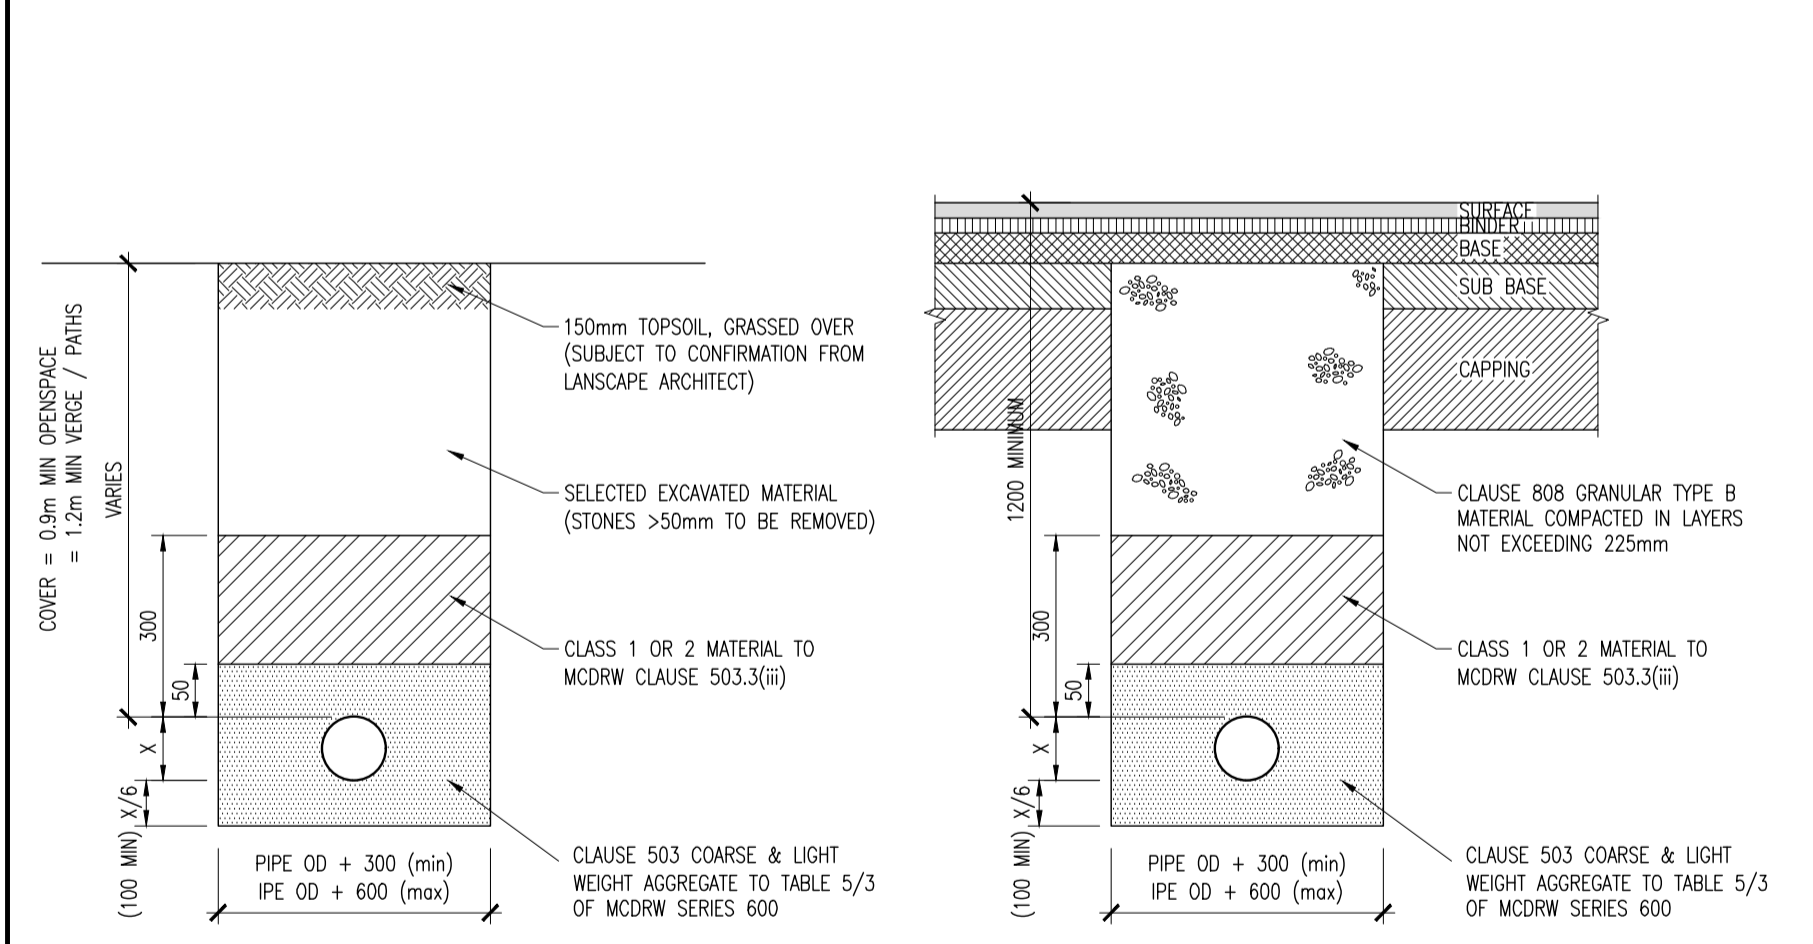 COVER = 0.9m MIN OPENSPACE
= 1.2m MIN VERGE / PATHS
VARIES
300
50
X
(100 MIN) X/6
150mm TOPSOIL, GRASSED OVER
(SUBJECT TO CONFIRMATION FROM
LANSCAPE ARCHITECT)
SELECTED EXCAVATED MATERIAL
(STONES >50mm TO BE REMOVED)
CLASS 1 OR 2 MATERIAL TO
MCDRW CLAUSE 503.3(iii)
CLAUSE 503 COARSE & LIGHT
WEIGHT AGGREGATE TO TABLE 5/3
OF MCDRW SERIES 600
PIPE OD + 300 (min)
IPE OD + 600 (max)
SURFACE
BINDER
BASE
SUB BASE
CAPPING
1200 MINIMUM
300
50
X
(100 MIN) X/6
CLAUSE 808 GRANULAR TYPE B
MATERIAL COMPACTED IN LAYERS
NOT EXCEEDING 225mm
CLASS 1 OR 2 MATERIAL TO
MCDRW CLAUSE 503.3(iii)
CLAUSE 503 COARSE & LIGHT
WEIGHT AGGREGATE TO TABLE 5/3
OF MCDRW SERIES 600
PIPE OD + 300 (min)
IPE OD + 600 (max)